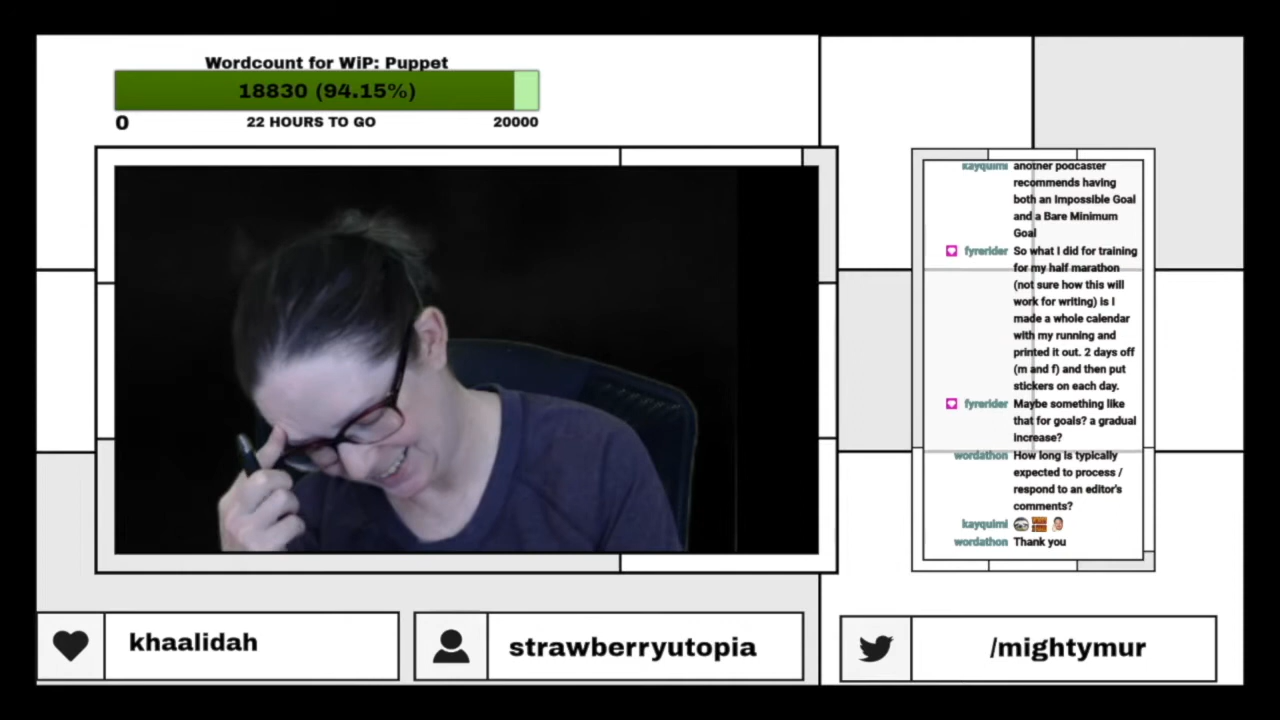 Wordcount for WiP: Puppet
18830 (94.15%)
0
22 HOURS TO GO
20000
kayquimi another podcaster
recommends having
both an Impossible Goal
and a Bare Minimum
Goal
fyrerider So what I did for training
for my half marathon
(not sure how this will
work for writing) is I
made a whole calendar
with my running and
printed it out. 2 days off
(m and f) and then put
stickers on each day.
fyrerider Maybe something like
that for goals? a gradual
increase?
wordathon How long is typically
expected to process /
respond to an editor's
comments?
kayquimi
wordathon Thank you
khaalidah
strawberryutopia
/mightymur